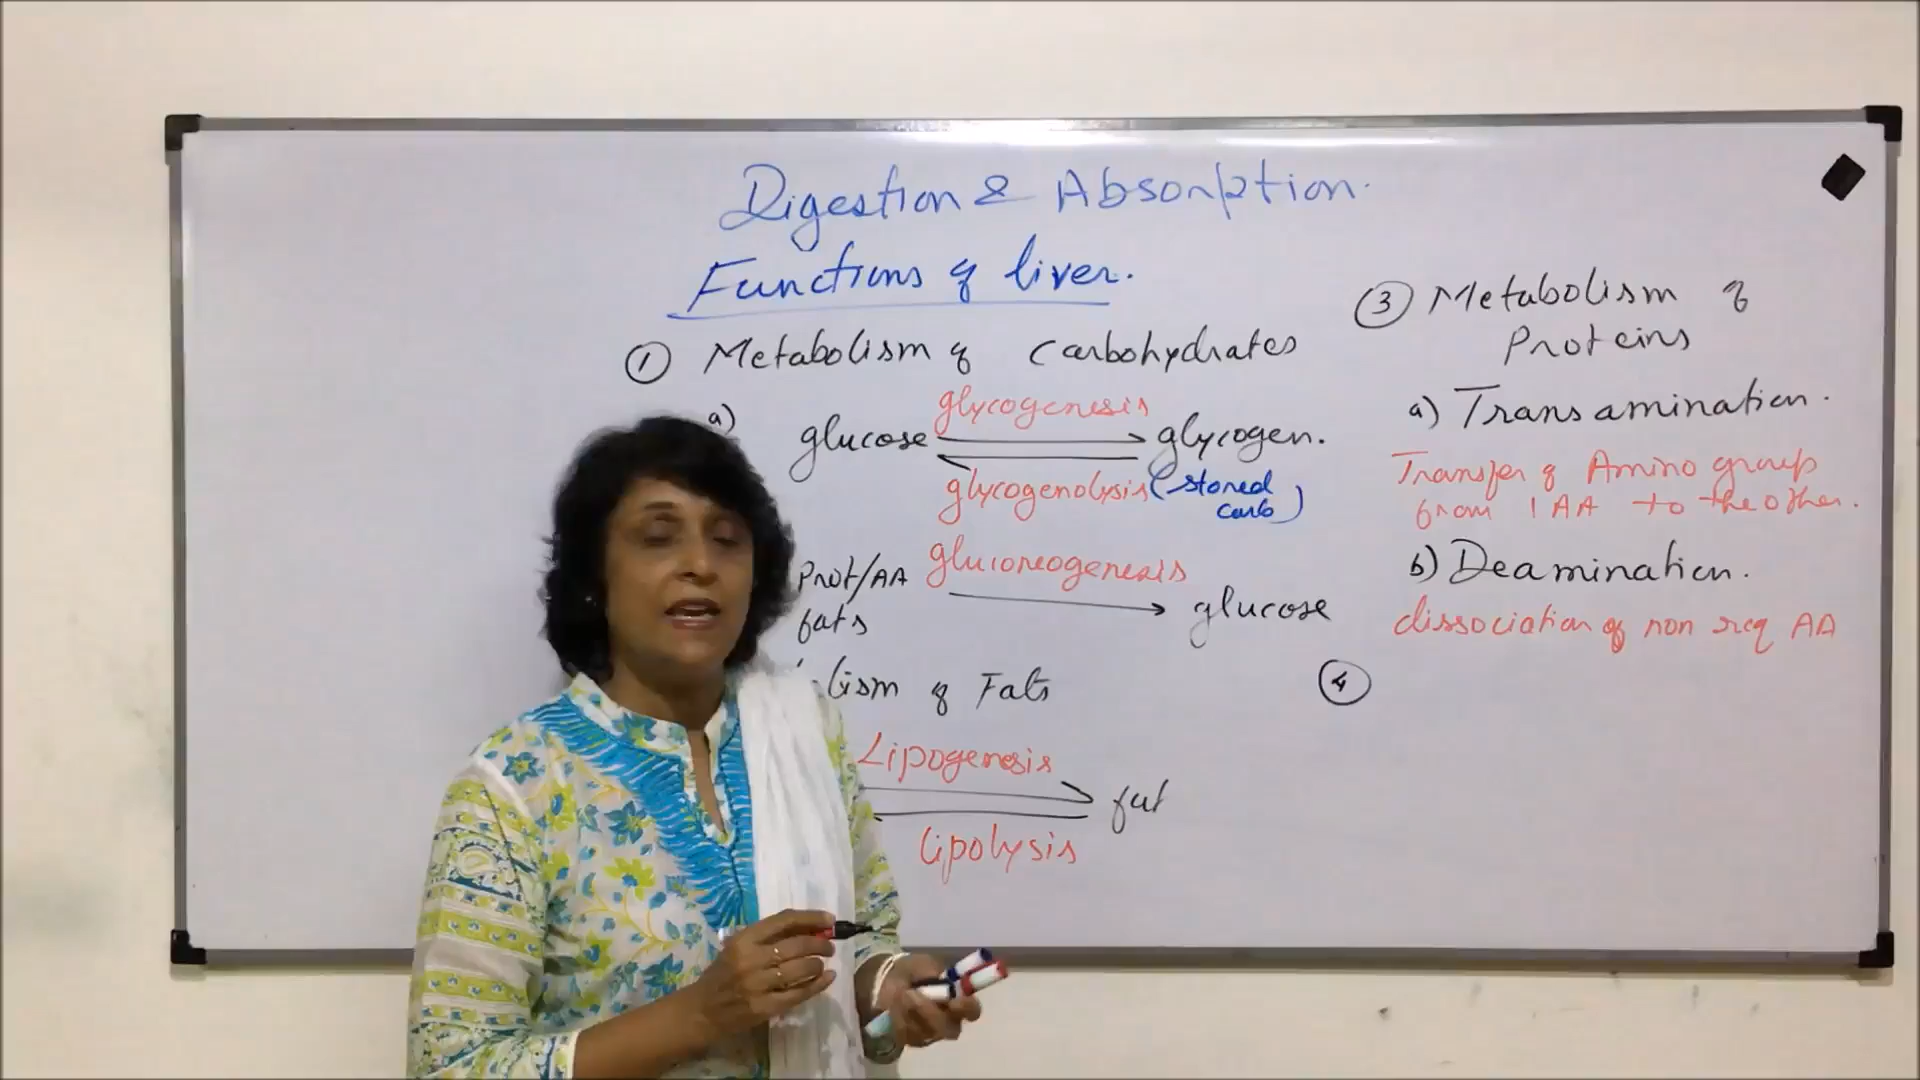 Digestion & Absorption.
Functions of liver.
① Metabolism of Carbohydrates
a)
glycogenesis
glucose ⇌ glycogen.
glycogenolysis (stored
carb)
Prot/AA gluconeogenesis
fats → glucose
lism of Fats
Lipogenesis
fat
lipolysis
③ Metabolism of
Proteins
a) Transamination.
Transfer of Amino group
from 1 AA to the other.
b) Deamination.
dissociation of non req AA
④